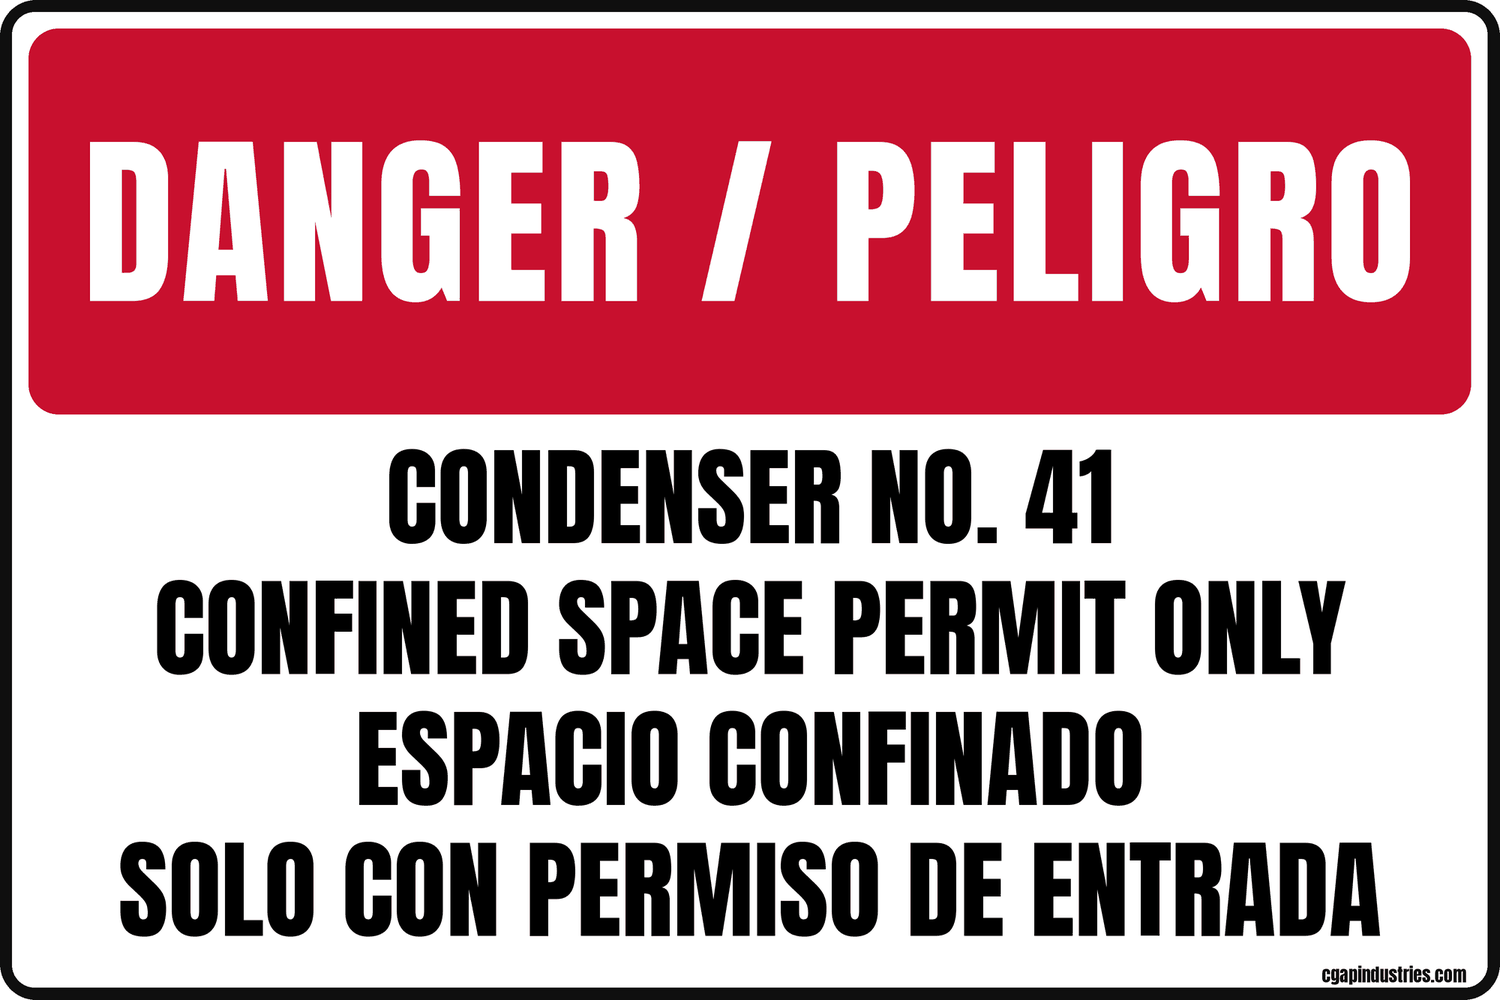 DANGER / PELIGRO
CONDENSER NO. 41
CONFINED SPACE PERMIT ONLY
ESPACIO CONFINADO
SOLO CON PERMISO DE ENTRADA
cgapindustries.com